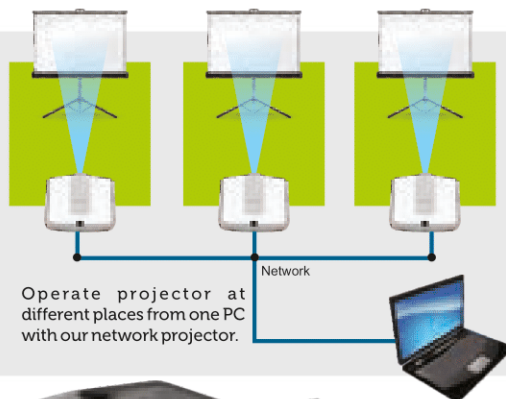 Network
Operate projector at
different places from one PC
with our network projector.